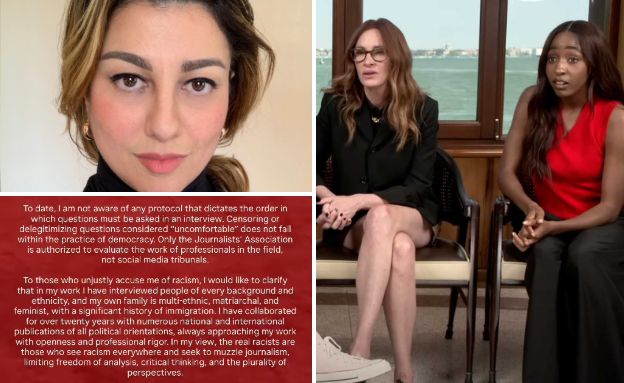 To date, I am not aware of any protocol that dictates the order in
which questions must be asked in an interview. Censoring or
delegitimizing questions considered “uncomfortable” does not fall
within the practice of democracy. Only the Journalists’ Association
is authorized to evaluate the work of professionals in the field,
not social media tribunals.
To those who unjustly accuse me of racism, I would like to clarify
that in my work I have interviewed people of every background and
ethnicity, and my own family is multi-ethnic, matriarchal, and
feminist, with a significant history of immigration. I have collaborated
for over twenty years with numerous national and international
publications of all political orientations, always approaching my work
with openness and professional rigor. In my view, the real racists are
those who see racism everywhere and seek to muzzle journalism,
limiting freedom of analysis, critical thinking, and the plurality of
perspectives.